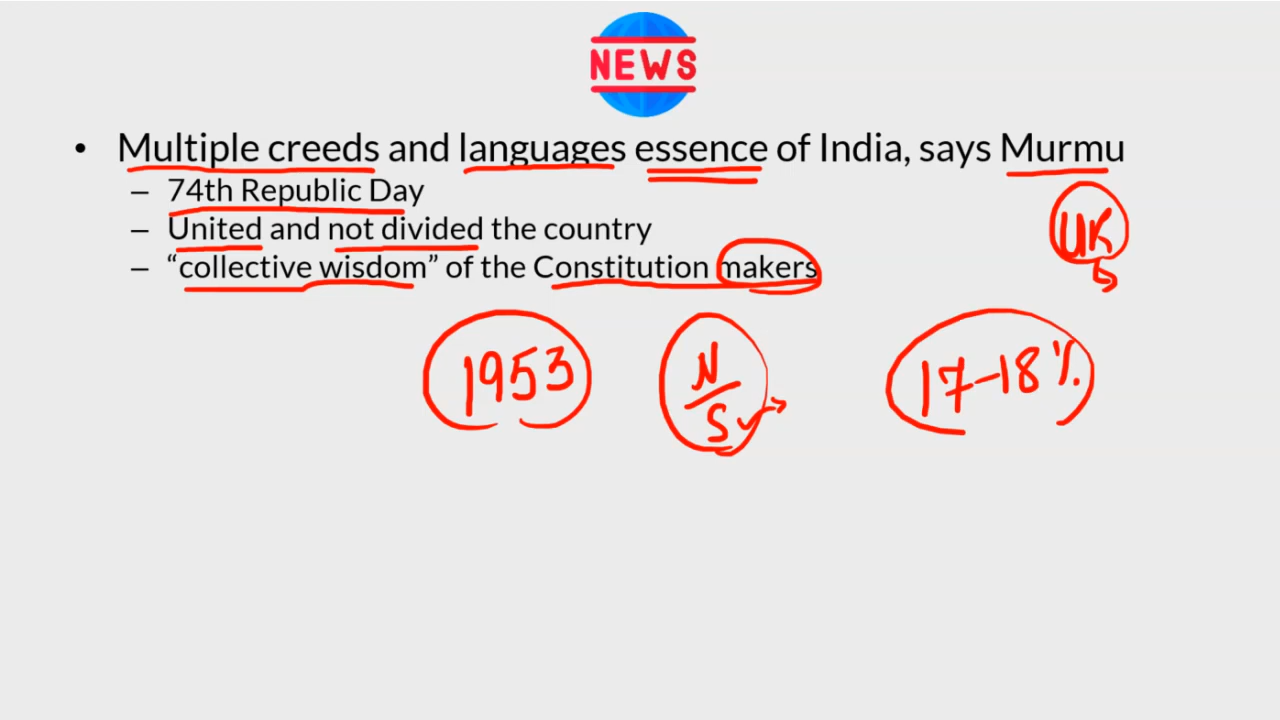 NEWS
• Multiple creeds and languages essence of India, says Murmu
– 74th Republic Day
– United and not divided the country
– “collective wisdom” of the Constitution makers
UK
1953
N
S
17-18%